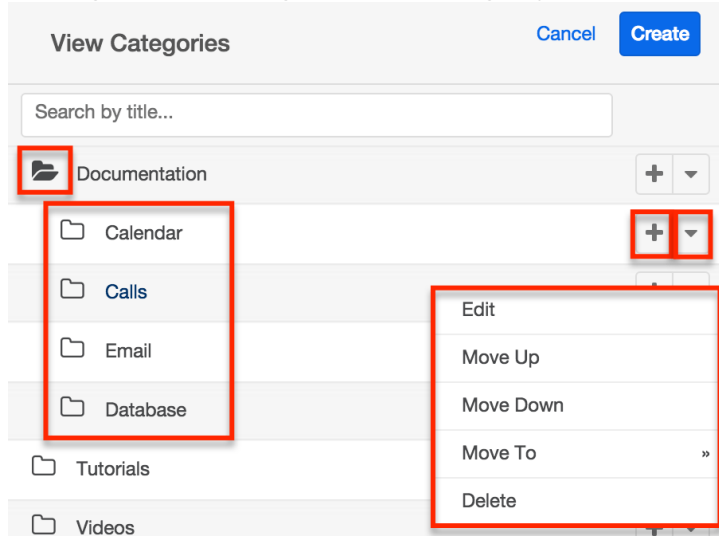 View Categories
Cancel
Create
Search by title...
Documentation
Calendar
Calls
Edit
Email
Move Up
Database
Move Down
Tutorials
Move To »
Delete
Videos